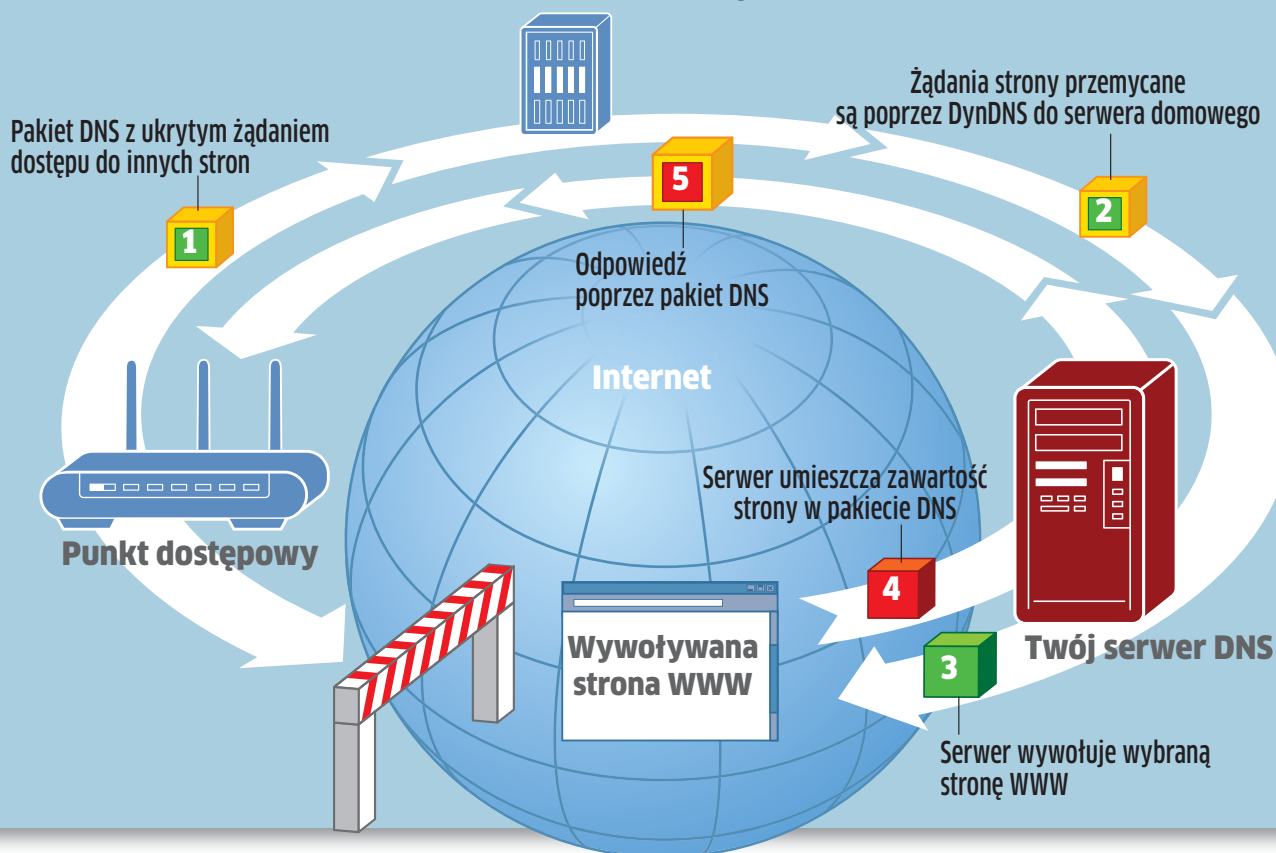 Żądania strony przemycane
są poprzez DynDNS do serwera domowego
Pakiet DNS z ukrytym żądaniem
dostępu do innych stron
5
2
1
Odpowiedź
poprzez pakiet DNS
Internet
Serwer umieszcza zawartość
strony w pakiecie DNS
Punkt dostępowy
4
Wywoływana
strona WWW
Twój serwer DNS
3
Serwer wywołuje wybraną
stronę WWW